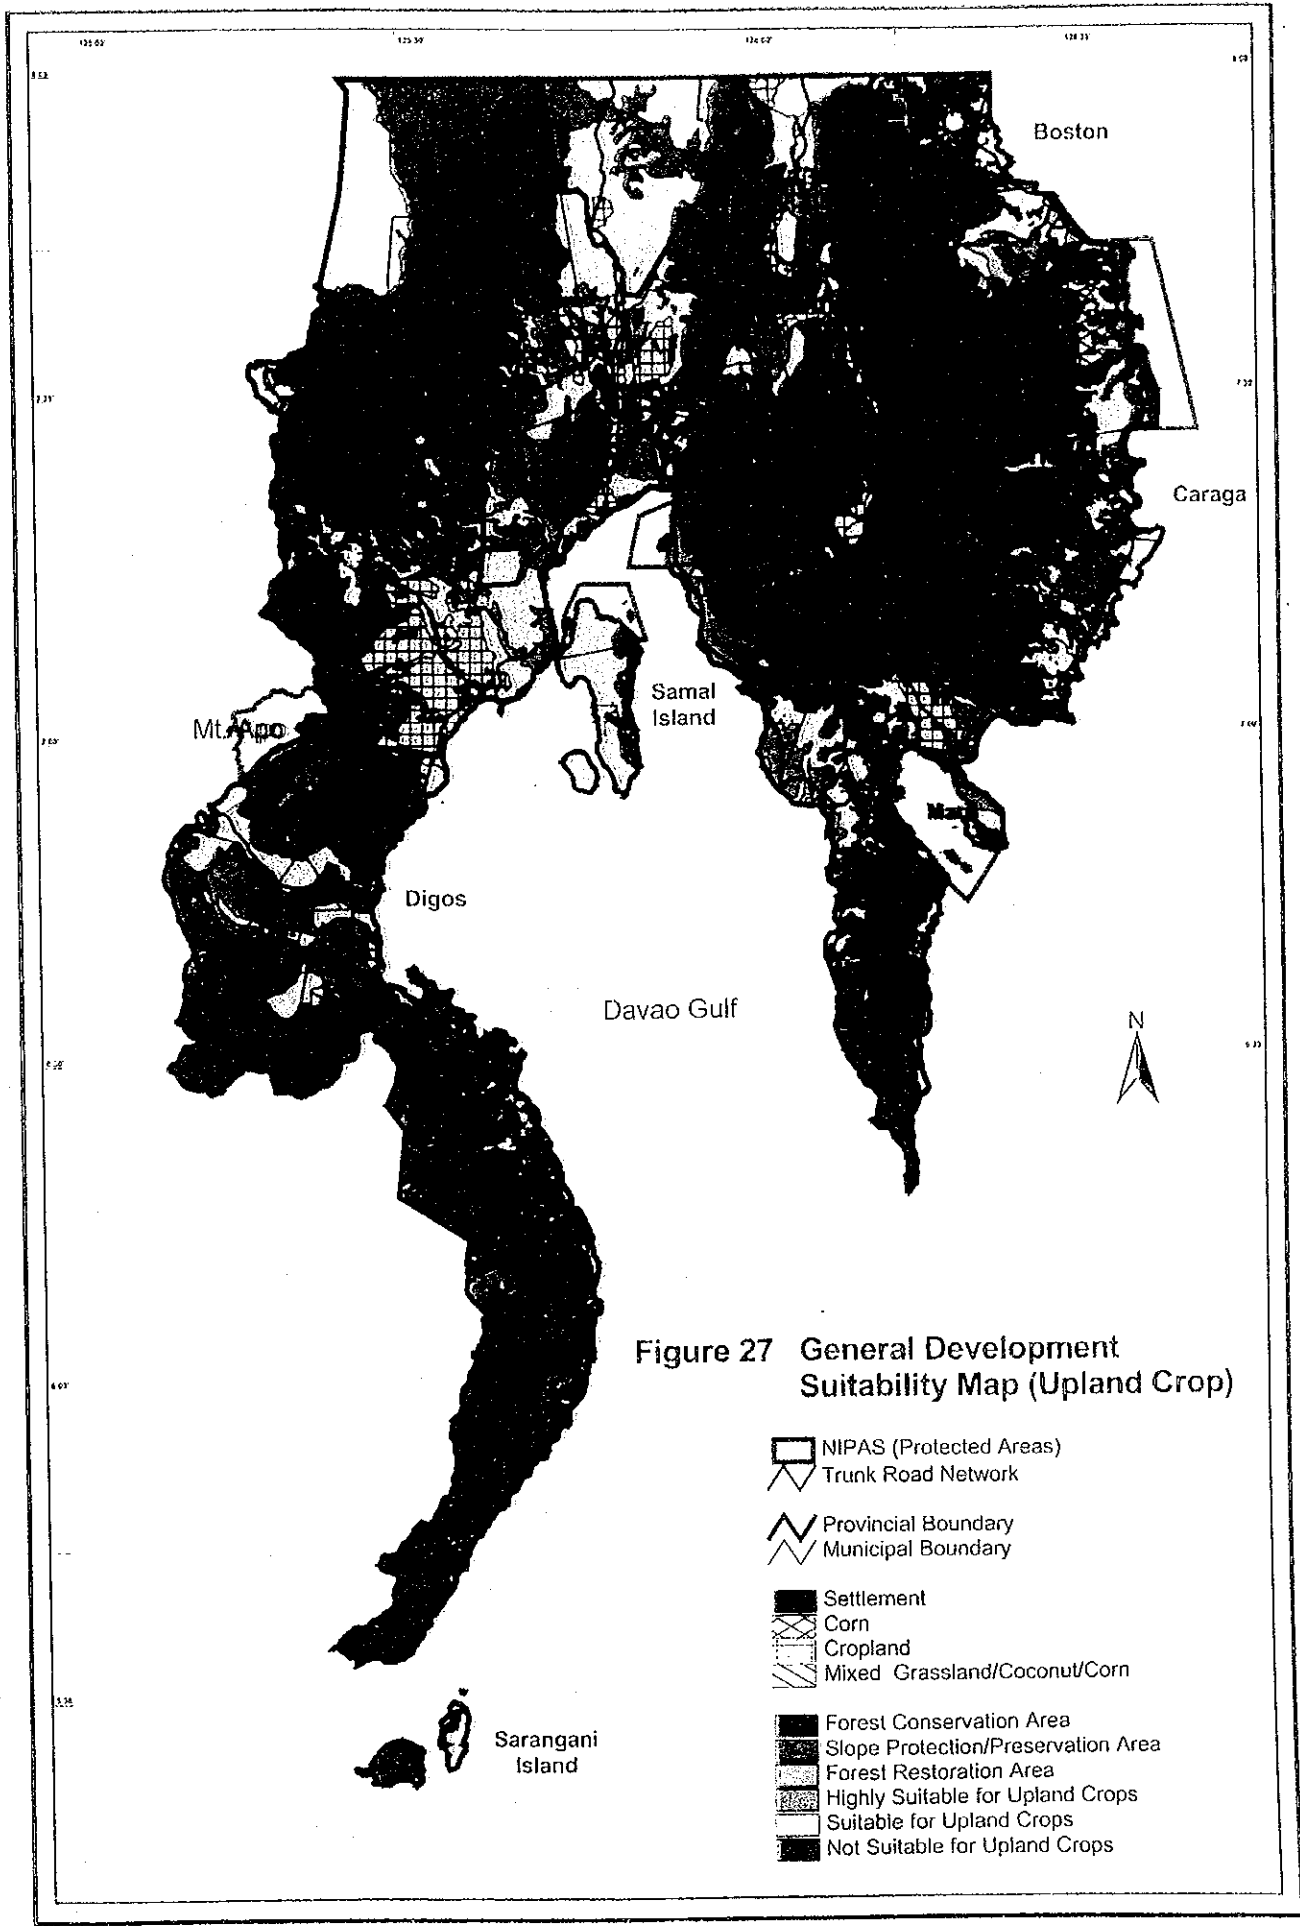 Boston
Caraga
Samal
Island
Mt. Apo
Digos
Davao Gulf
N
Figure 27 General Development
Suitability Map (Upland Crop)
NIPAS (Protected Areas)
Trunk Road Network
Provincial Boundary
Municipal Boundary
Settlement
Corn
Cropland
Mixed Grassland/Coconut/Corn
Sarangani
Island
Forest Conservation Area
Slope Protection/Preservation Area
Forest Restoration Area
Highly Suitable for Upland Crops
Suitable for Upland Crops
Not Suitable for Upland Crops